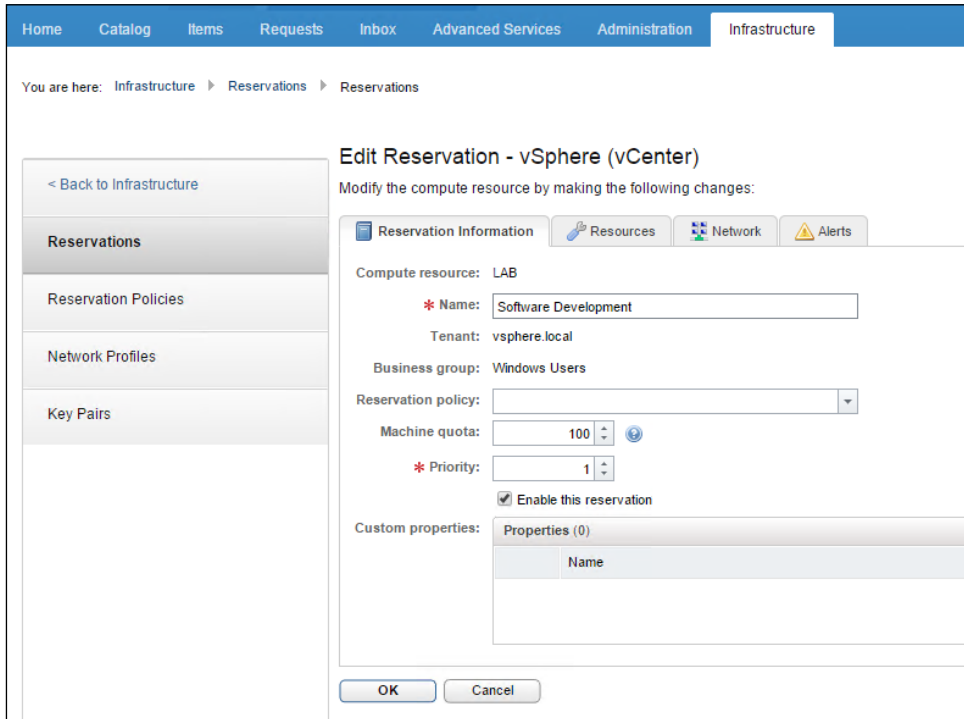 Home Catalog Items Requests Inbox Advanced Services Administration Infrastructure
You are here: Infrastructure Reservations Reservations
< Back to Infrastructure
Reservations
Reservation Policies
Network Profiles
Key Pairs
Edit Reservation - vSphere (vCenter)
Modify the compute resource by making the following changes:
Reservation Information Resources Network Alerts
Compute resource: LAB
* Name: Software Development
Tenant: vsphere.local
Business group: Windows Users
Reservation policy:
Machine quota: 100
* Priority: 1
Enable this reservation
Custom properties: Properties (0)
Name
OK Cancel